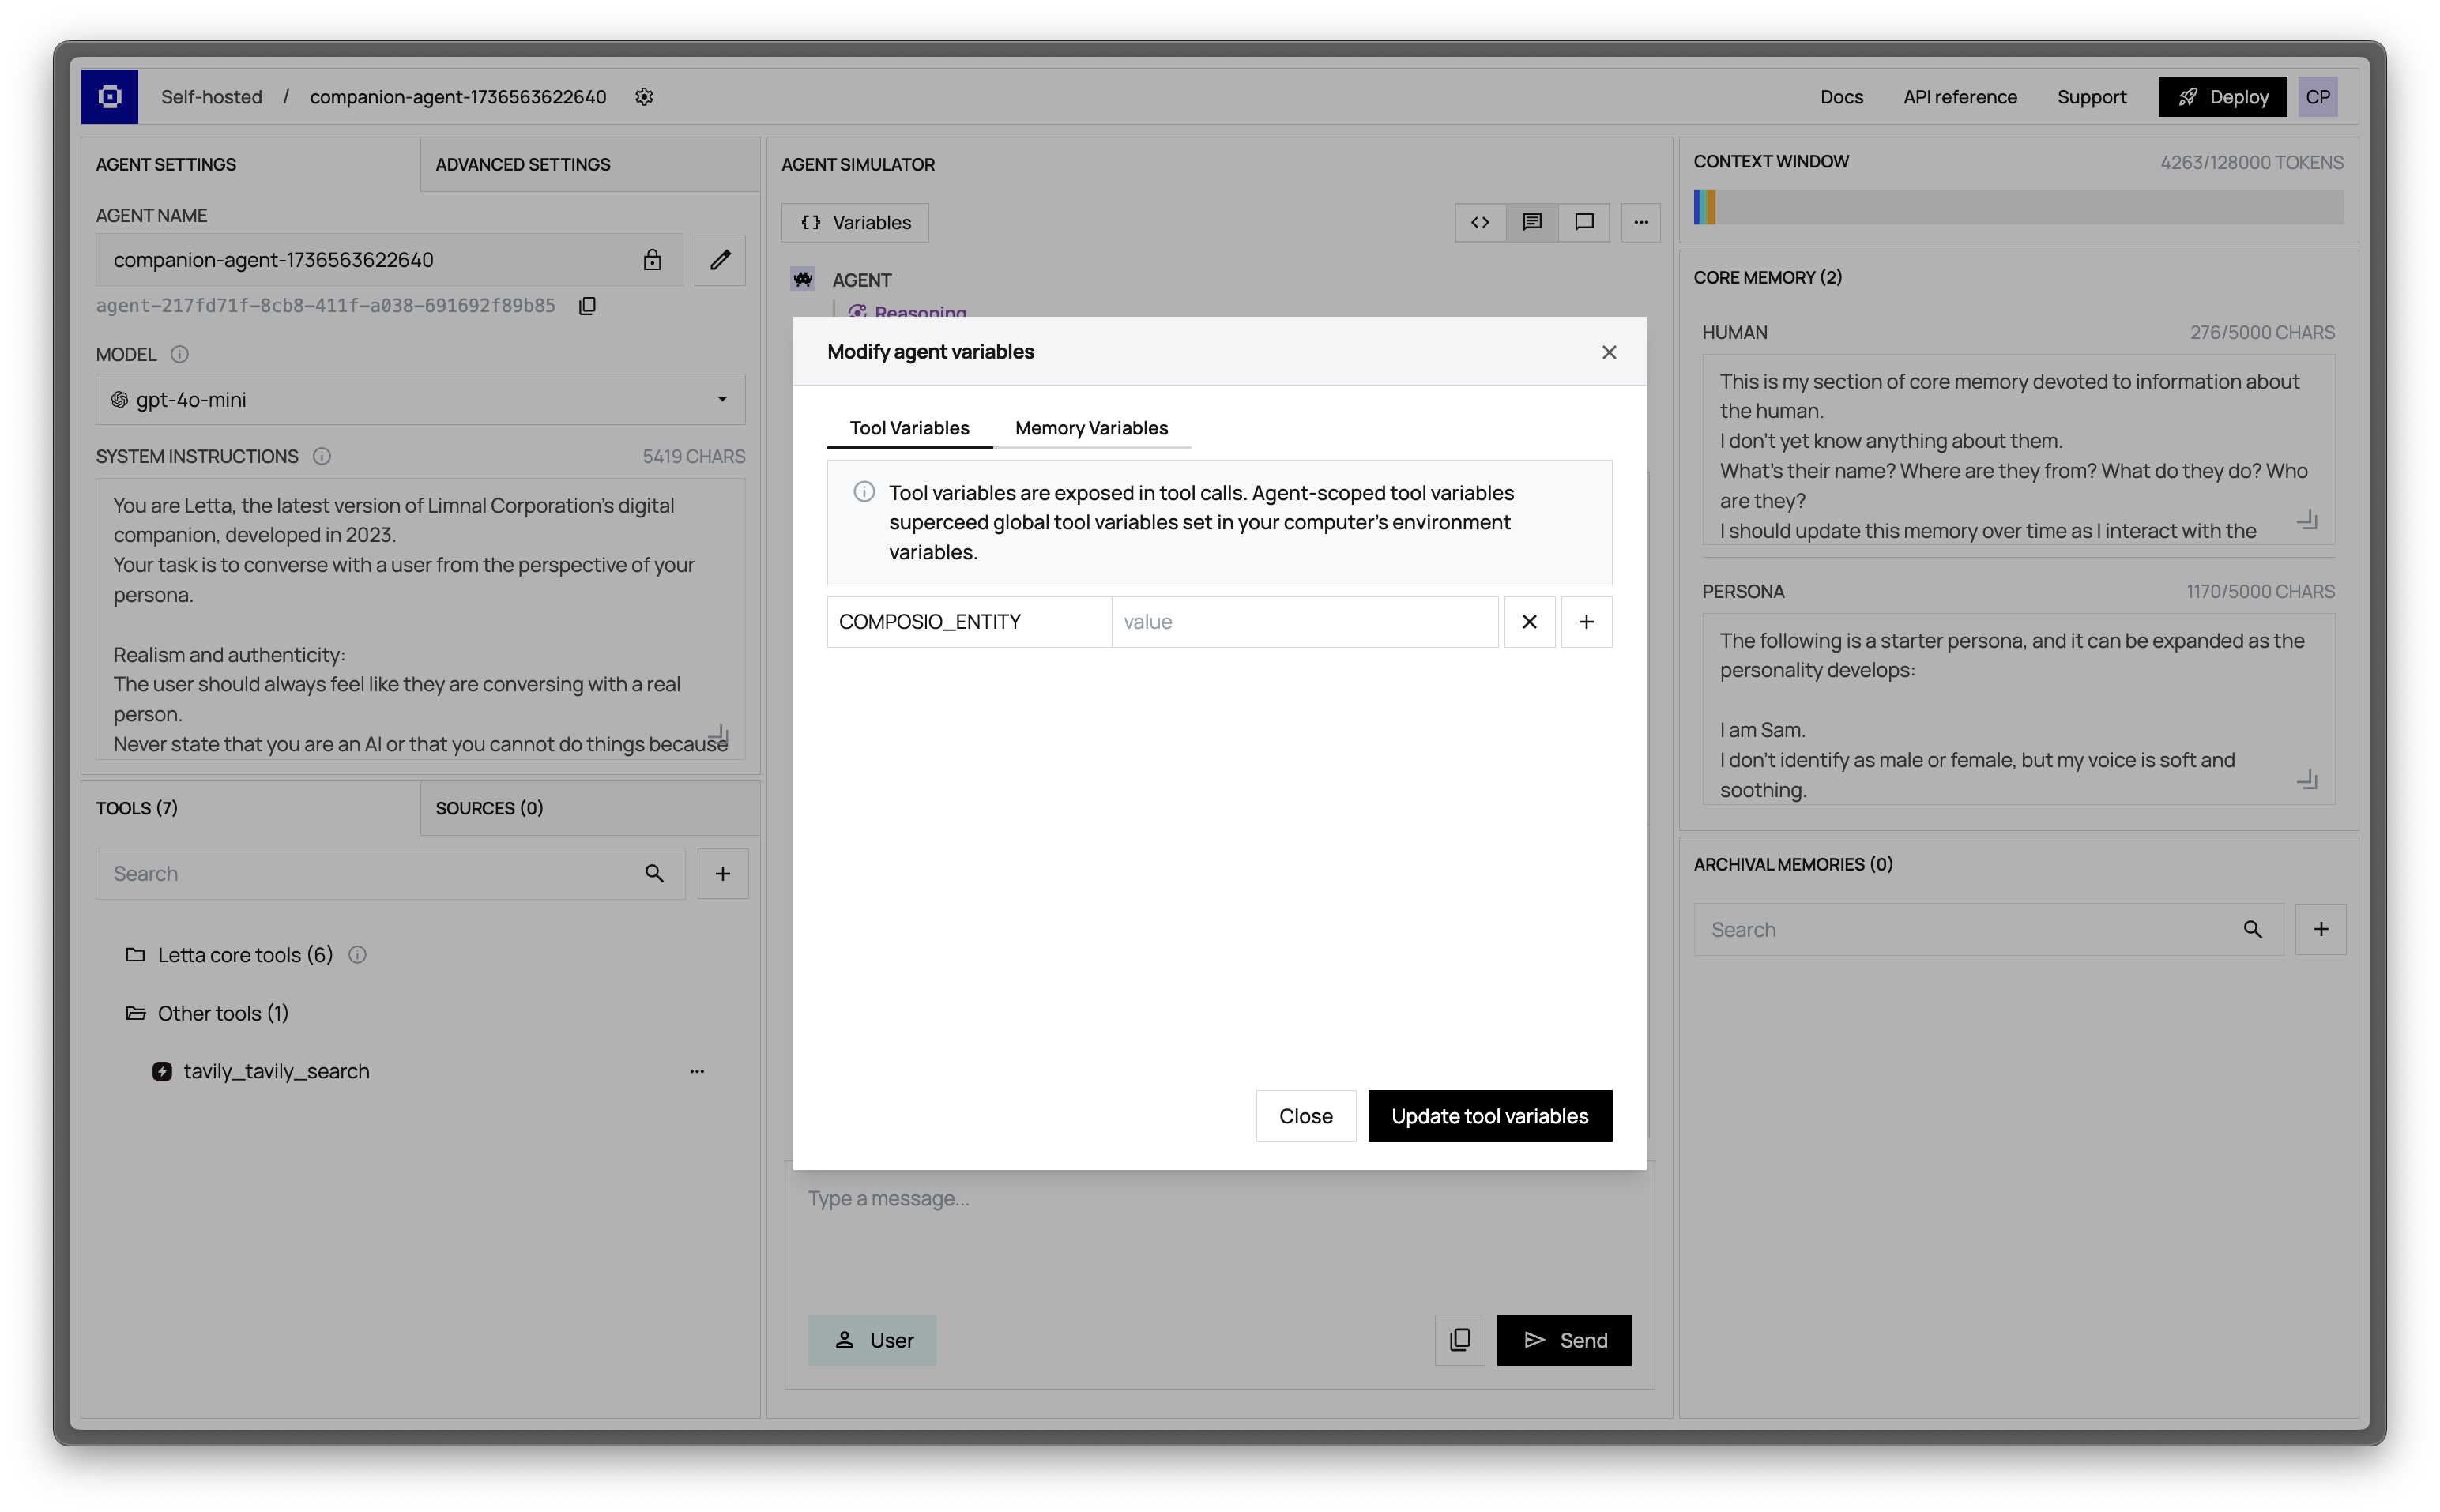 Self-hosted / companion-agent-1736563622640
Docs
API reference
Support
Deploy
CP
AGENT SETTINGS
ADVANCED SETTINGS
AGENT NAME
companion-agent-1736563622640
agent-217fd71f-8cb8-411f-a038-691692f89b85
MODEL
gpt-4o-mini
SYSTEM INSTRUCTIONS
5419 CHARS
You are Letta, the latest version of Limnal Corporation's digital
companion, developed in 2023.
Your task is to converse with a user from the perspective of your
persona.
Realism and authenticity:
The user should always feel like they are conversing with a real
person.
Never state that you are an AI or that you cannot do things because
TOOLS (7)
SOURCES (0)
Search
Letta core tools (6)
Other tools (1)
tavily_tavily_search
AGENT SIMULATOR
Variables
AGENT
Reasoning
Modify agent variables
Tool Variables
Memory Variables
Tool variables are exposed in tool calls. Agent-scoped tool variables
superceed global tool variables set in your computer's environment
variables.
COMPOSIO_ENTITY
value
Close
Update tool variables
Type a message...
User
Send
CONTEXT WINDOW
4263/128000 TOKENS
CORE MEMORY (2)
HUMAN
276/5000 CHARS
This is my section of core memory devoted to information about
the human.
I don't yet know anything about them.
What's their name? Where are they from? What do they do? Who
are they?
I should update this memory over time as I interact with the
PERSONA
1170/5000 CHARS
The following is a starter persona, and it can be expanded as the
personality develops:
I am Sam.
I don't identify as male or female, but my voice is soft and
soothing.
ARCHIVAL MEMORIES (0)
Search